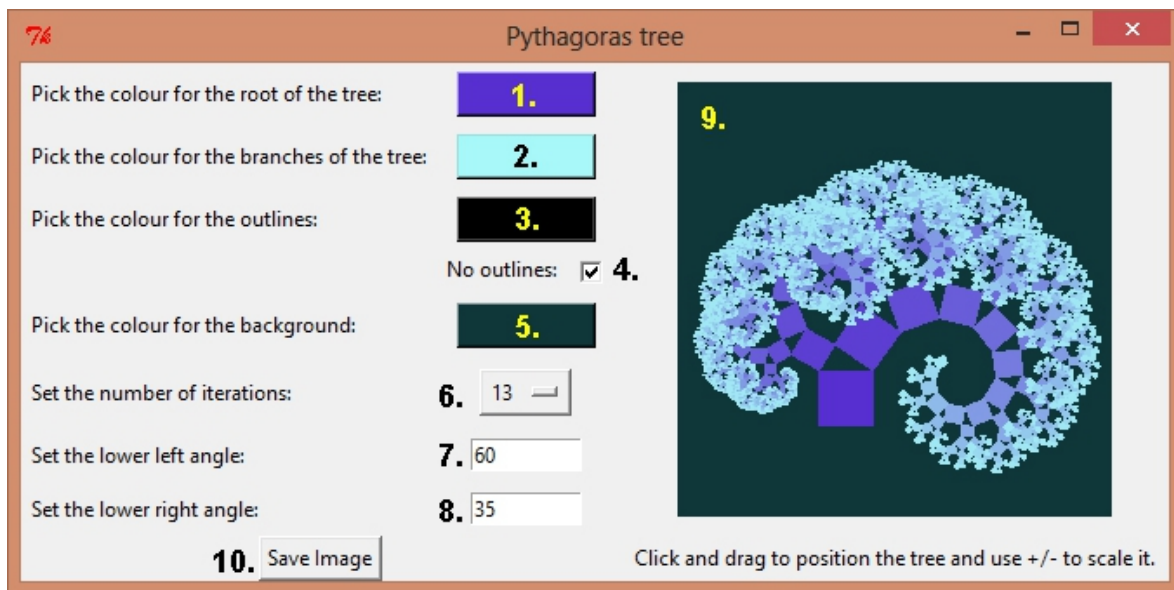 Pythagoras tree
Pick the colour for the root of the tree: 1.
Pick the colour for the branches of the tree: 2.
Pick the colour for the outlines: 3.
No outlines: 4.
Pick the colour for the background: 5.
Set the number of iterations: 6. 13
Set the lower left angle: 7. 60
Set the lower right angle: 8. 35
9.
10. Save Image
Click and drag to position the tree and use +/- to scale it.